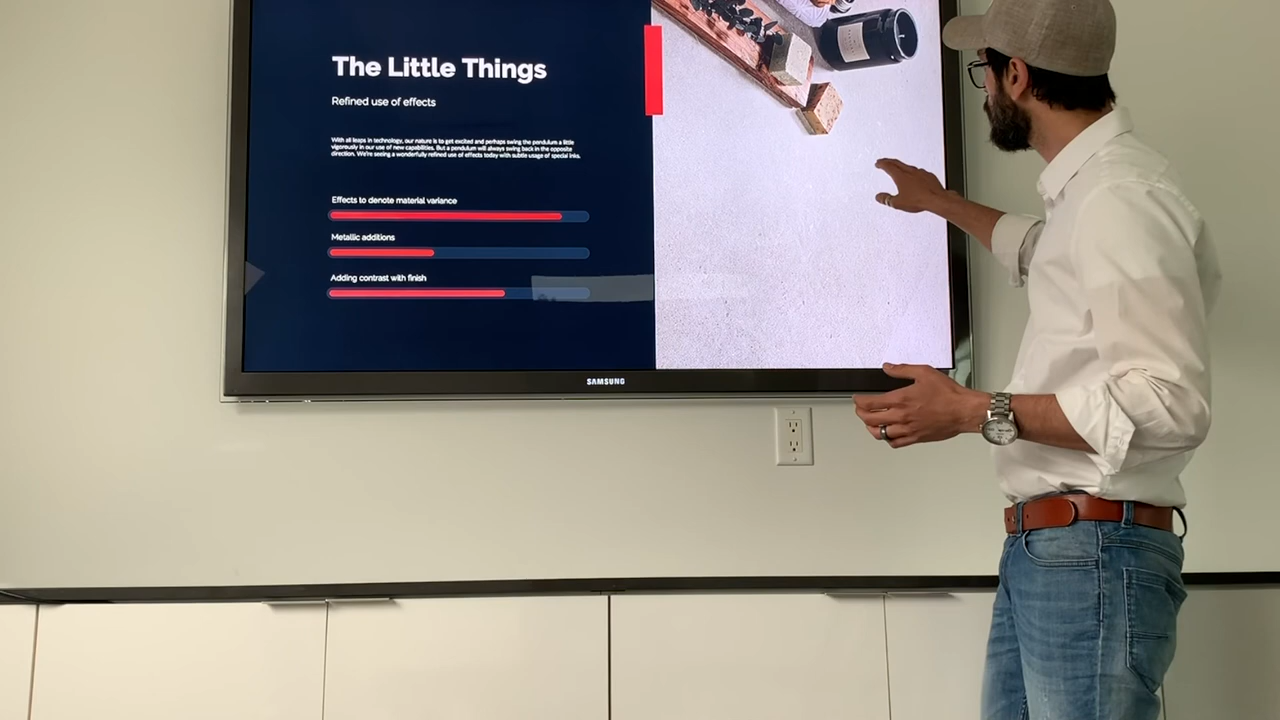 The Little Things
Refined use of effects
With all leaps in technology, our nature is to get excited and perhaps swing the pendulum a little
vigorously in our use of new capabilities. But a pendulum will always swing back in the opposite
direction. We're seeing a wonderfully refined use of effects today with subtle usage of special inks.
Effects to denote material variance
Metallic additions
Adding contrast with finish
SAMSUNG